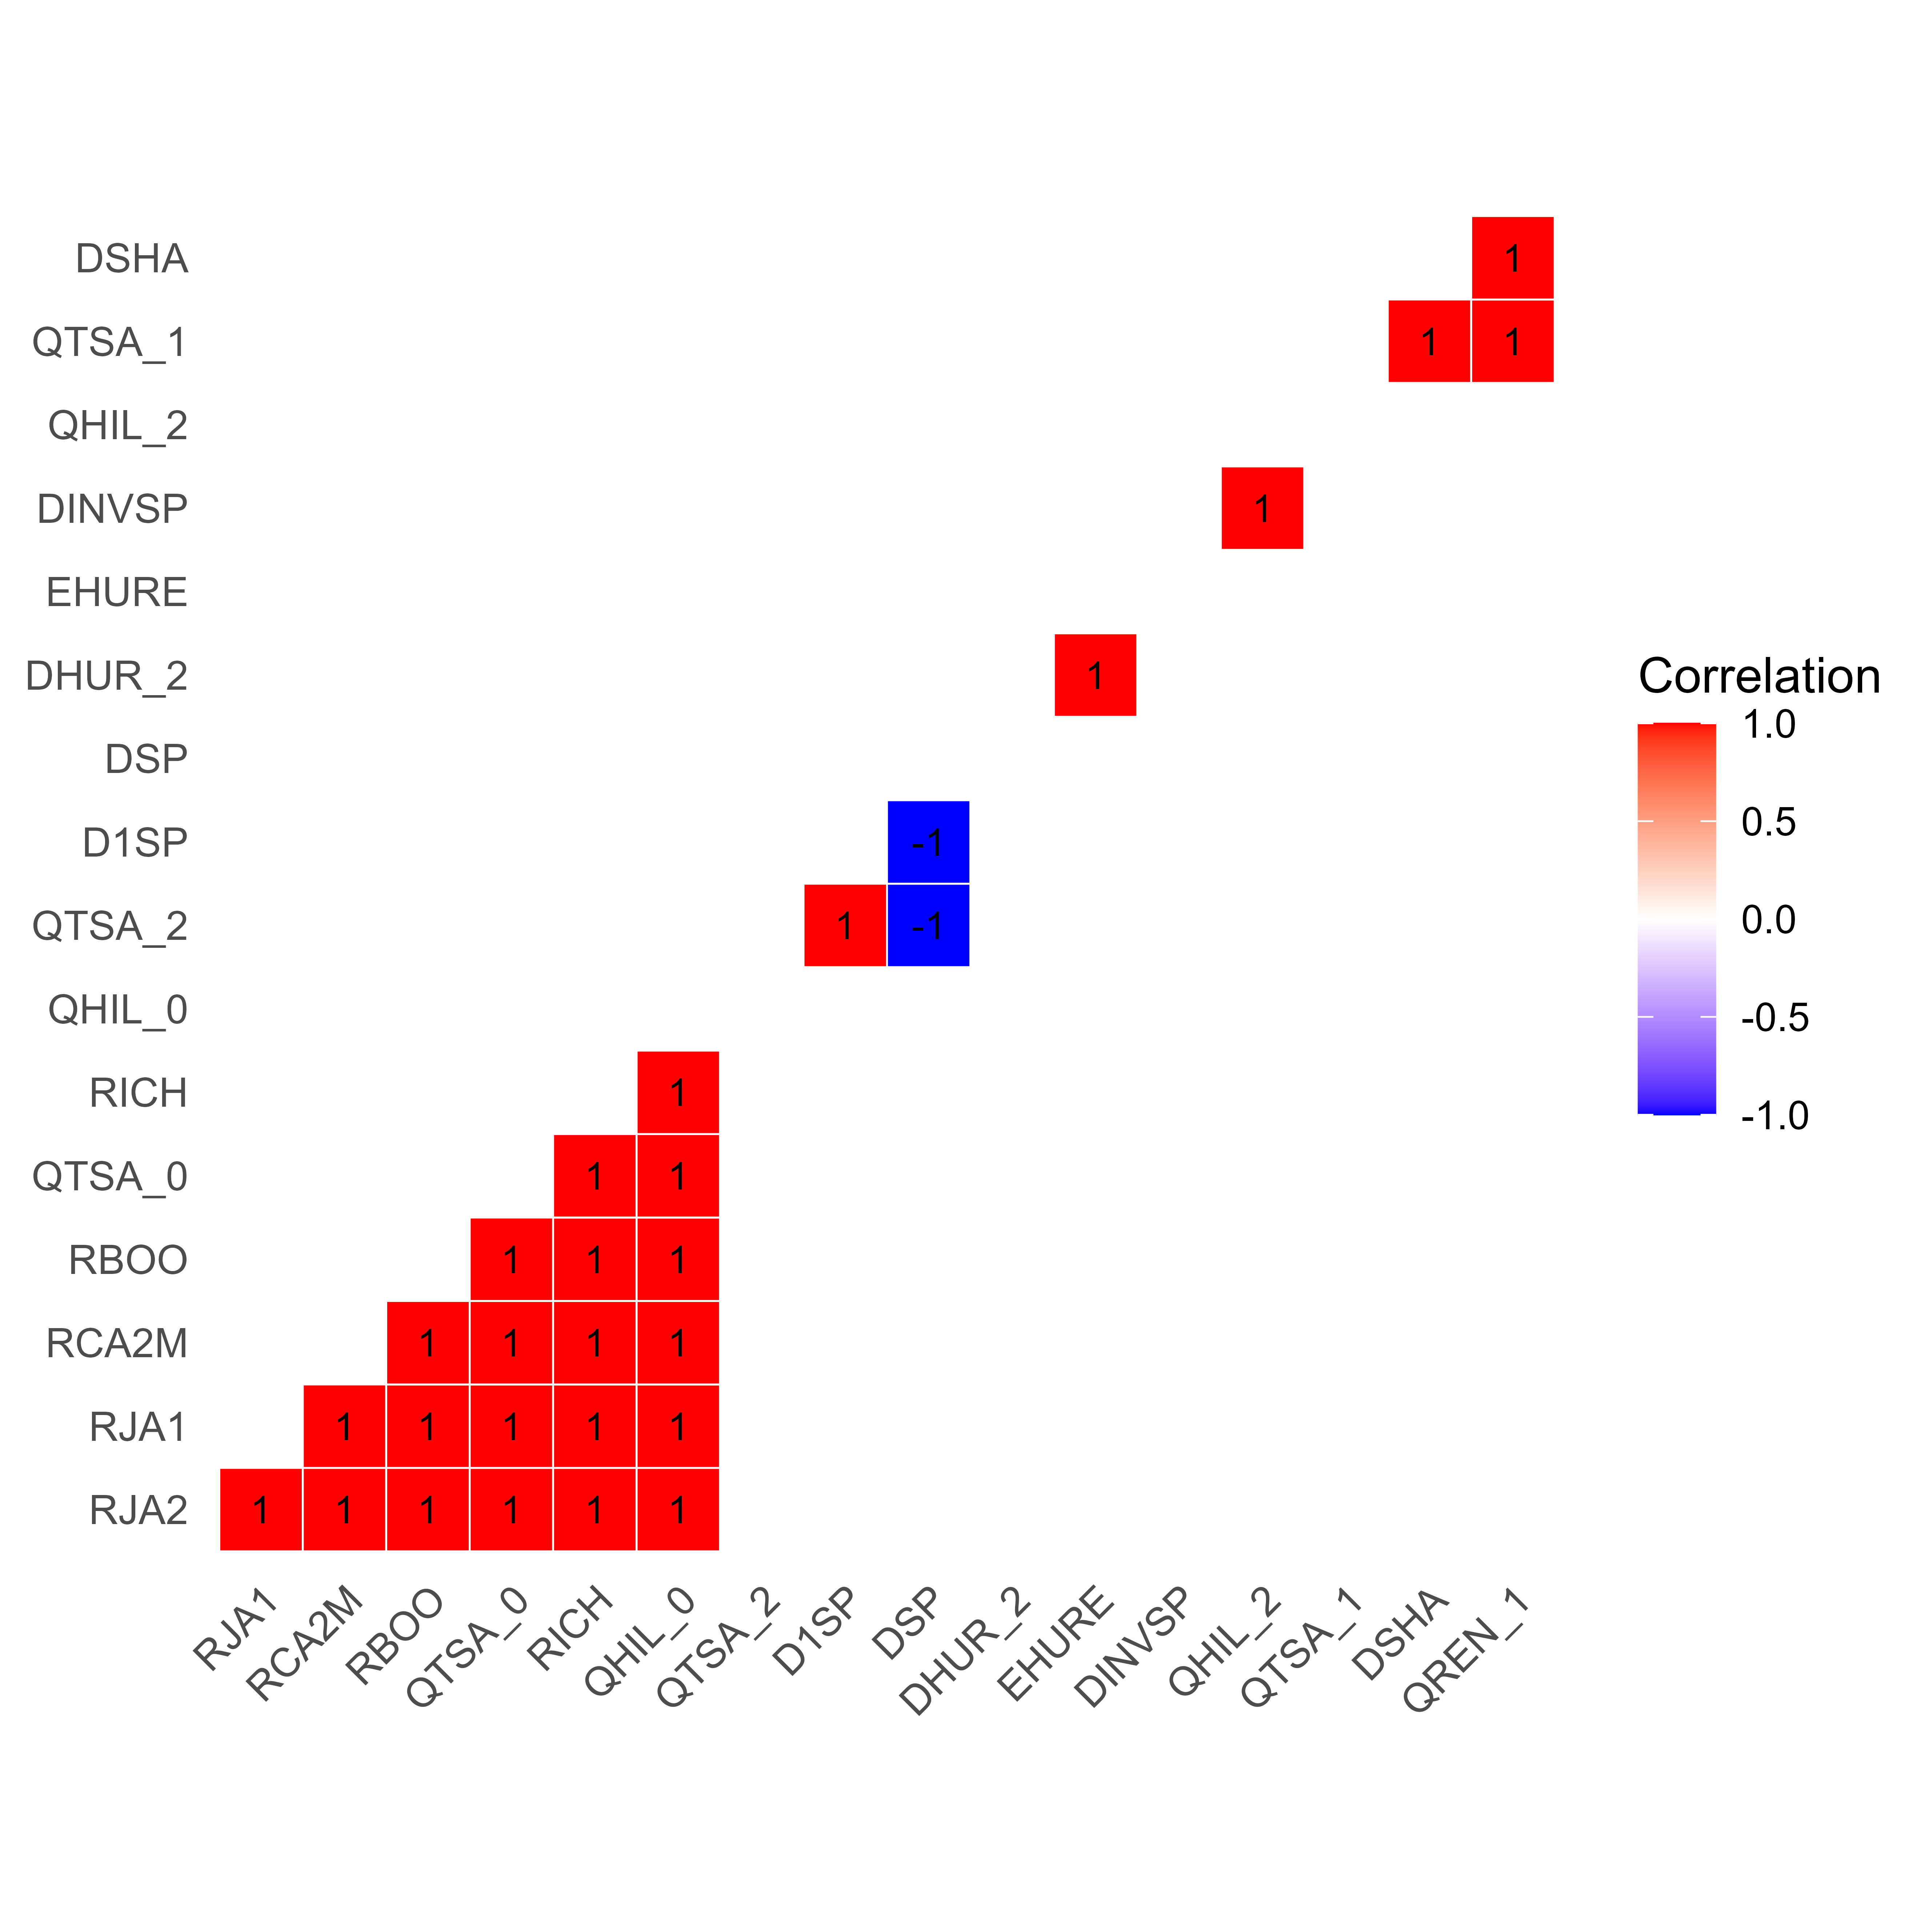 DSHA 1
QTSA_1 1 1
QHIL_2
DINVSP 1
EHURE
DHUR_2 1
DSP
D1SP -1
QTSA_2 1 -1
QHIL_0
RICH 1
QTSA_0 1 1
RBOO 1 1 1
RCA2M 1 1 1 1
RJA1 1 1 1 1 1
RJA2 1 1 1 1 1 1
RJA1 RCA2M RBOO QTSA_0 RICH QHIL_0 QTSA_2 D1SP DSP DHUR_2 EHURE DINVSP QHIL_2 QTSA_1 DSHA QREN_1
Correlation
1.0
0.5
0.0
-0.5
-1.0